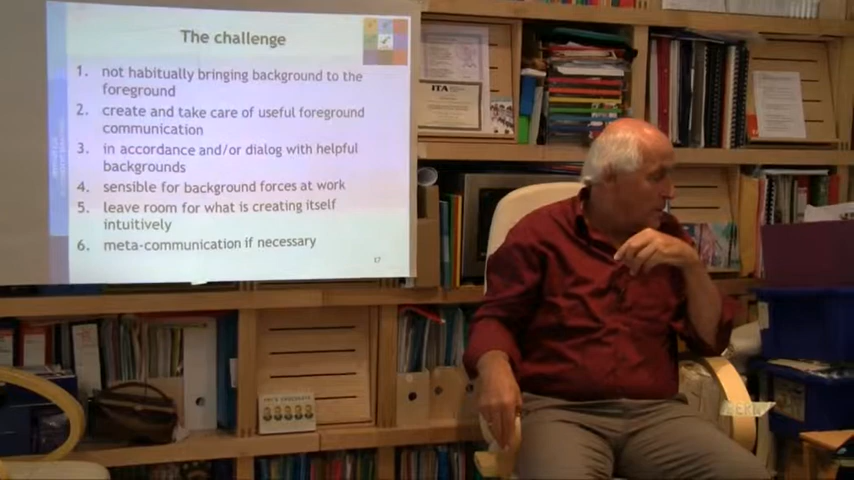 The challenge
1. not habitually bringing background to the
foreground
2. create and take care of useful foreground
communication
3. in accordance and/or dialog with helpful
backgrounds
4. sensible for background forces at work
5. leave room for what is creating itself
intuitively
6. meta-communication if necessary
17
ITA